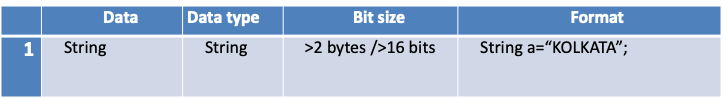 Data Data type Bit size Format
1 String String >2 bytes />16 bits String a=“KOLKATA”;